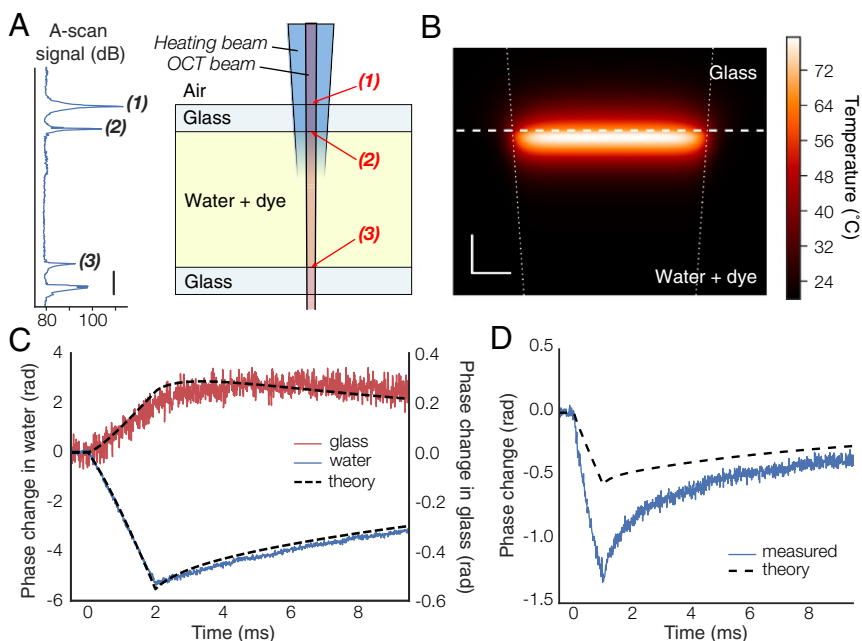 A
A-scan
signal (dB)
80 100
(1)
(2)
(3)
Heating beam
OCT beam
Air
Glass
Water + dye
Glass
(1)
(2)
(3)
B
Glass
Water + dye
72
64
56
48
40
32
24
Temperature (˚C)
C
Phase change in water (rad)
4
2
0
-2
-4
-6
0 2 4 6 8
Time (ms)
glass
water
theory
0.4
0.2
0.0
-0.2
-0.4
-0.6
Phase change in glass (rad)
D
Phase change (rad)
0.5
0.0
-0.5
-1.0
-1.5
0 2 4 6 8
Time (ms)
measured
theory